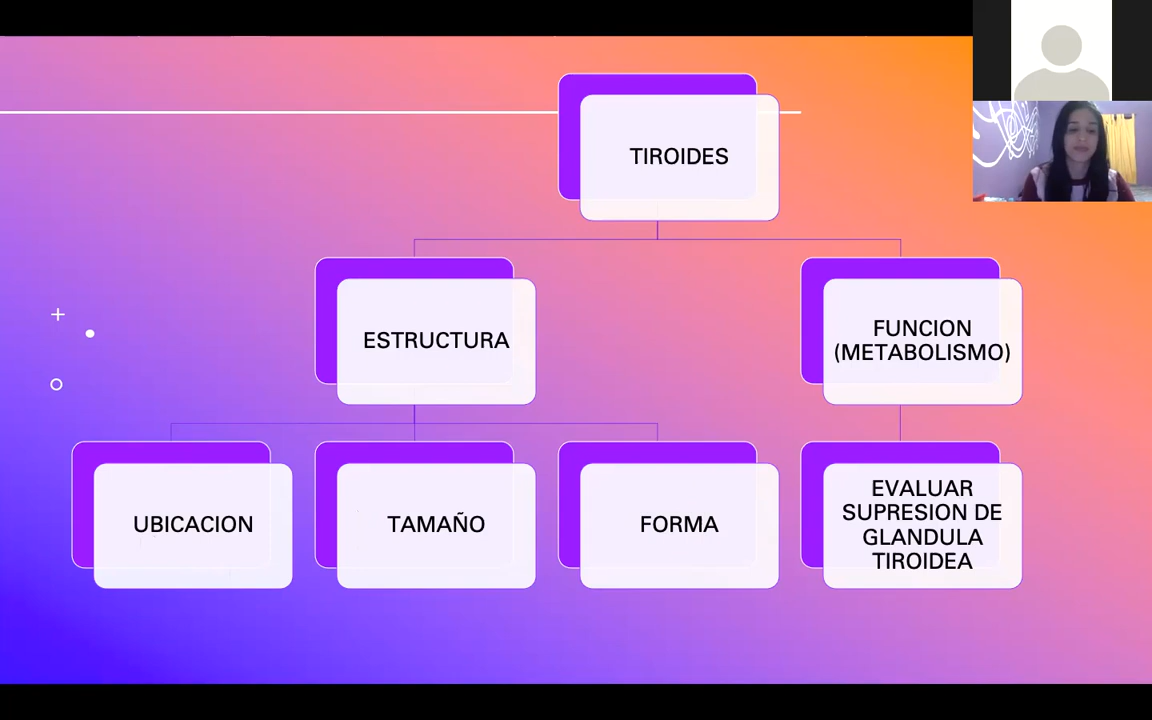 TIROIDES
ESTRUCTURA
FUNCION
(METABOLISMO)
UBICACION
TAMAÑO
FORMA
EVALUAR
SUPRESION DE
GLANDULA
TIROIDEA